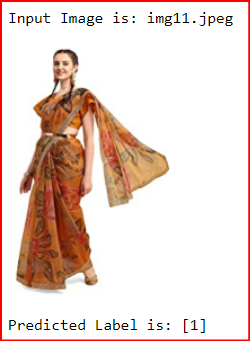 Input Image is: img11.jpeg
Predicted Label is: [1]